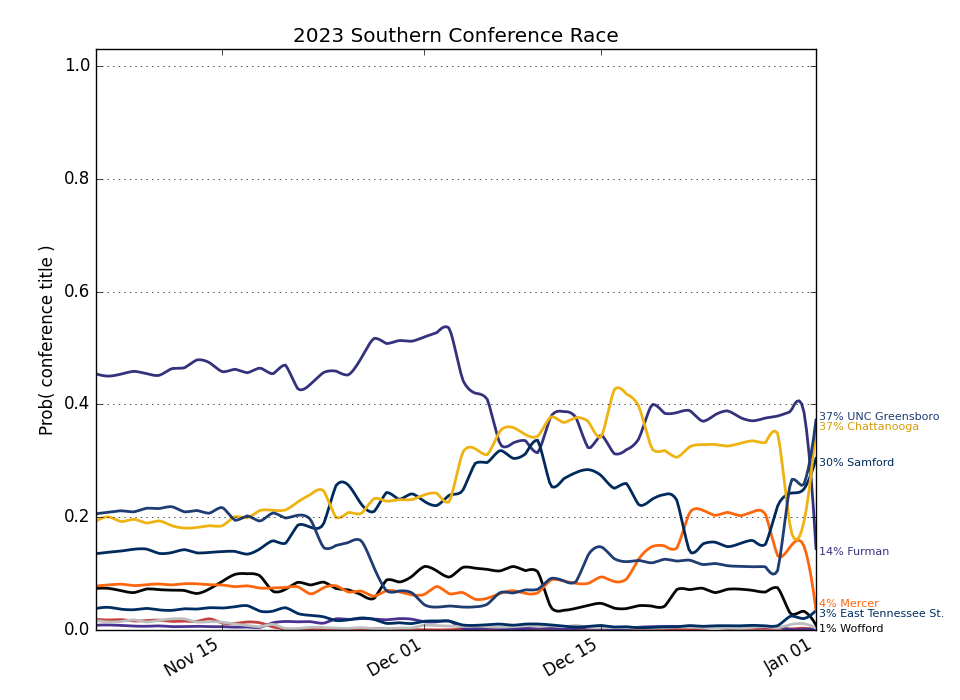 2023 Southern Conference Race
1.0
0.8
0.6
0.4
0.2
0.0
Prob( conference title )
37% UNC Greensboro
37% Chattanooga
30% Samford
14% Furman
4% Mercer
3% East Tennessee St.
1% Wofford
Nov 15
Dec 01
Dec 15
Jan 01